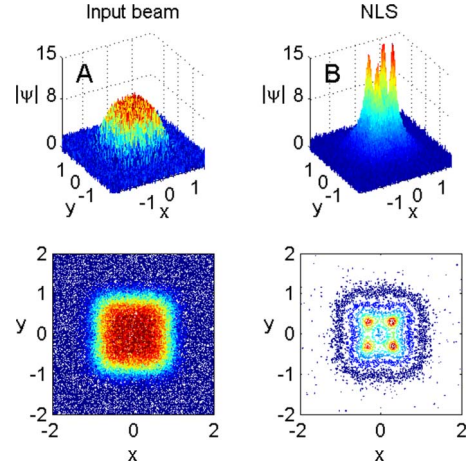 Input beam NLS
15 A 15 B
|Ψ| 8 |Ψ| 8
0 0
1 0 -1 y -1 0 1 x 1 0 -1 y -1 0 1 x
2 2
1 1
y 0 y 0
-1 -1
-2 -2
-2 0 2 -2 0 2
x x